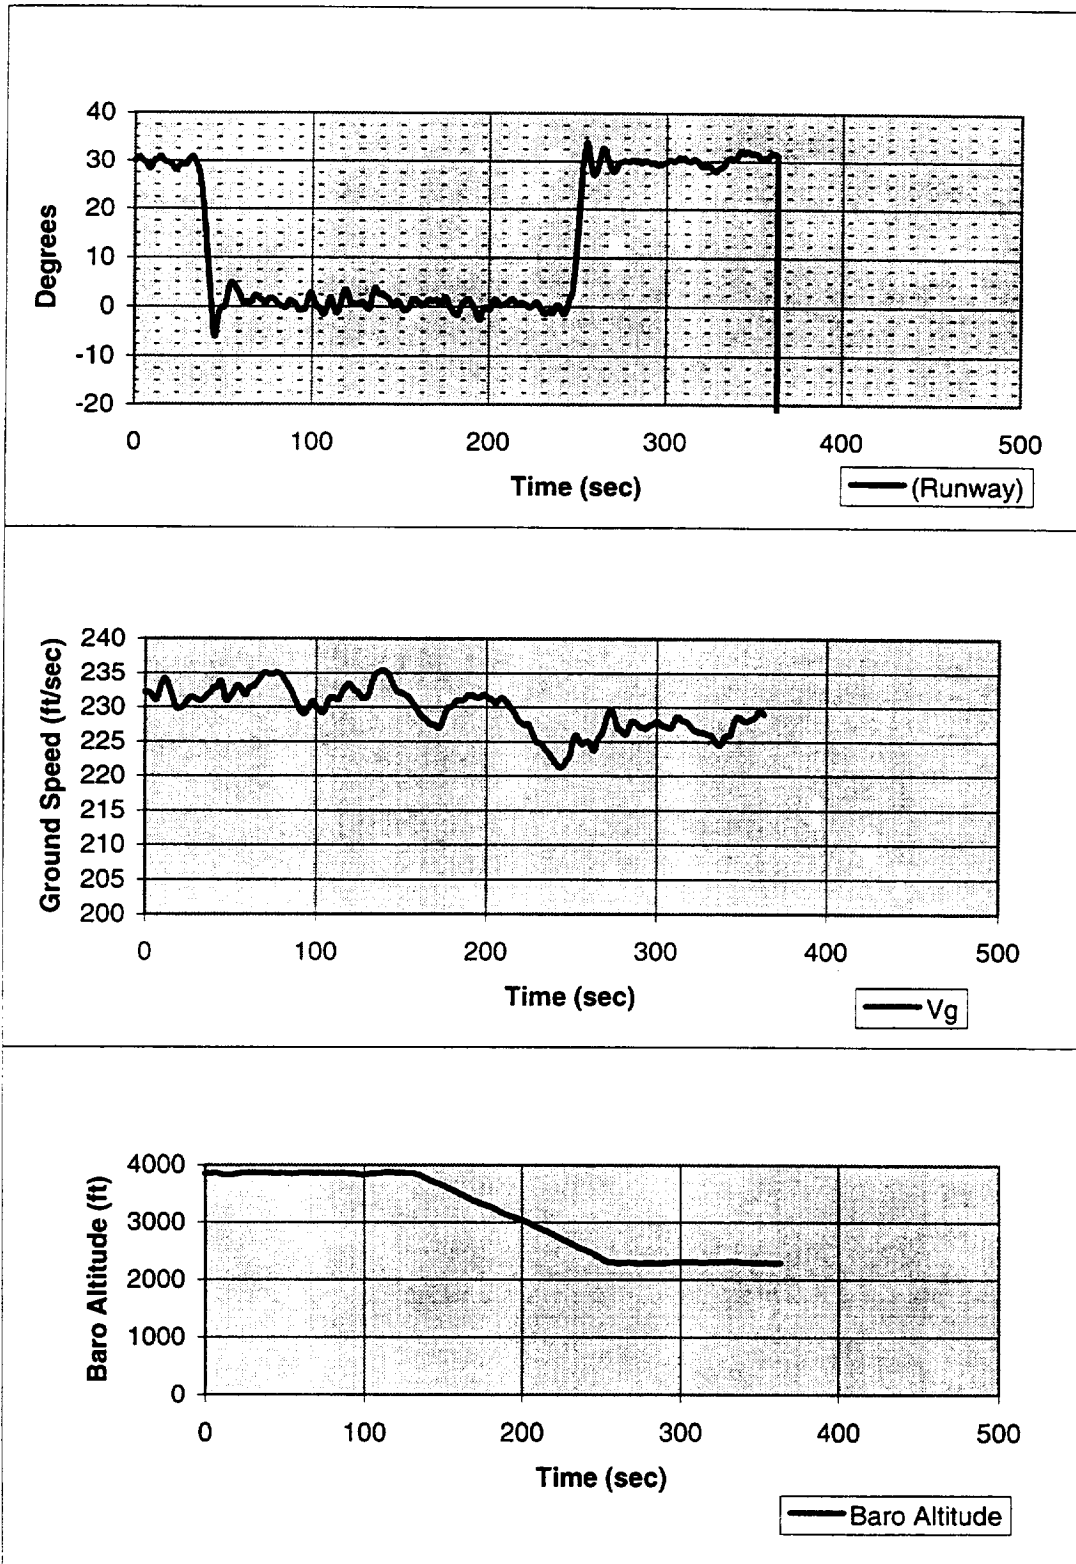 40
30
20
10
0
-10
-20
Degrees
0 100 200 300 400 500
Time (sec)
(Runway)
240
235
230
225
220
215
210
205
200
Ground Speed (ft/sec)
0 100 200 300 400 500
Time (sec)
Vg
4000
3000
2000
1000
0
Baro Altitude (ft)
0 100 200 300 400 500
Time (sec)
Baro Altitude